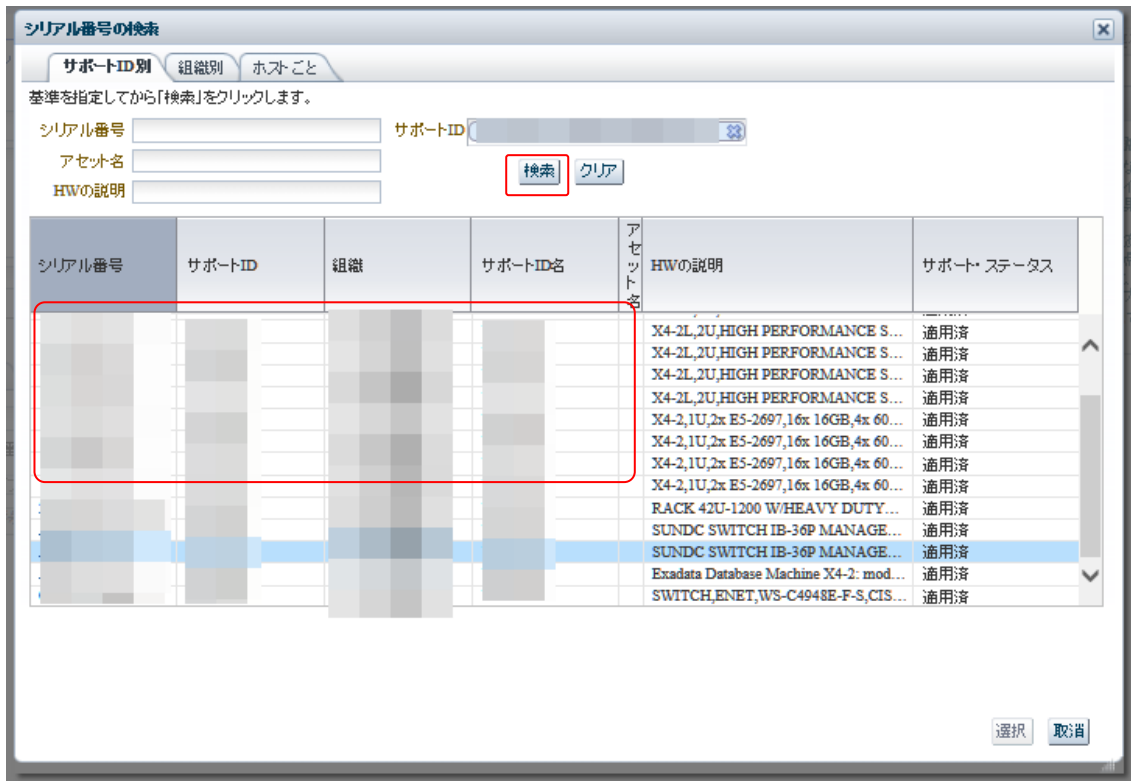 シリアル番号の検索
サポートID別 組織別 ホストごと
基準を指定してから「検索」をクリックします。
シリアル番号 サポートID
アセット名 検索 クリア
HWの説明
シリアル番号 サポートID 組織 サポートID名 アセット名 HWの説明 サポート・ステータス
X4-2L,2U,HIGH PERFORMANCE S... 適用済
X4-2L,2U,HIGH PERFORMANCE S... 適用済
X4-2L,2U,HIGH PERFORMANCE S... 適用済
X4-2L,2U,HIGH PERFORMANCE S... 適用済
X4-2,1U,2x E5-2697,16x 16GB,4x 60... 適用済
X4-2,1U,2x E5-2697,16x 16GB,4x 60... 適用済
X4-2,1U,2x E5-2697,16x 16GB,4x 60... 適用済
X4-2,1U,2x E5-2697,16x 16GB,4x 60... 適用済
RACK 42U-1200 W/HEAVY DUTY... 適用済
SUNDC SWITCH IB-36P MANAGE... 適用済
SUNDC SWITCH IB-36P MANAGE... 適用済
Exadata Database Machine X4-2: mod... 適用済
SWITCH,ENET,WS-C4948E-F-S,CIS... 適用済
選択 取消